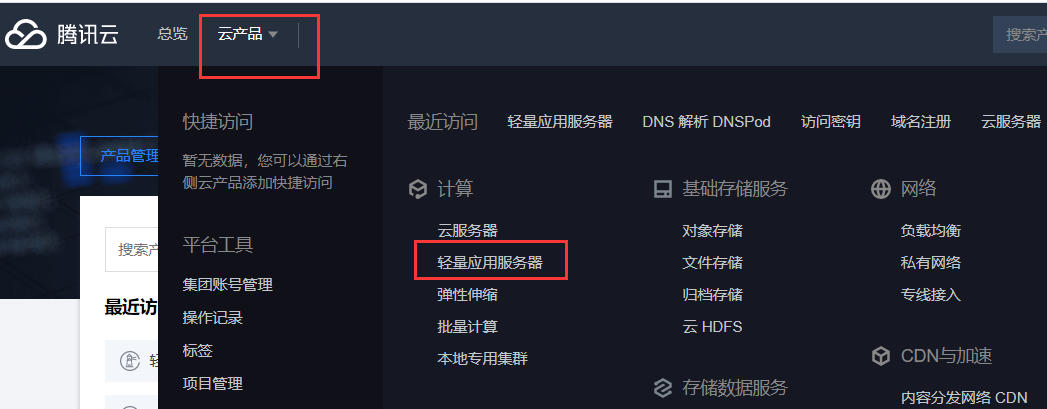 腾讯云
总览
云产品
搜索产
产品管理
搜索产
最近访
轻
快捷访问
暂无数据，您可以通过右
侧云产品添加快捷访问
平台工具
集团账号管理
操作记录
标签
项目管理
最近访问 轻量应用服务器 DNS 解析 DNSPod 访问密钥 域名注册 云服务器
计算
云服务器
轻量应用服务器
弹性伸缩
批量计算
本地专用集群
基础存储服务
对象存储
文件存储
归档存储
云 HDFS
存储数据服务
网络
负载均衡
私有网络
专线接入
CDN与加速
内容分发网络 CDN